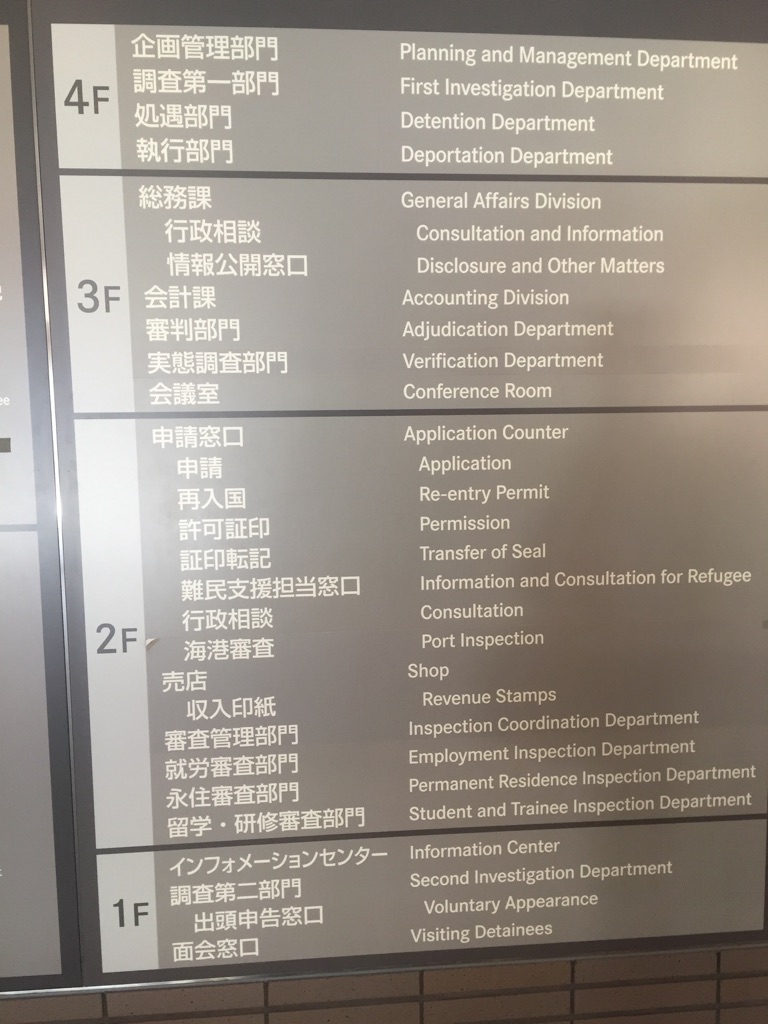 4F
企画管理部門 Planning and Management Department
調査第一部門 First Investigation Department
処遇部門 Detention Department
執行部門 Deportation Department
3F
総務課 General Affairs Division
行政相談 Consultation and Information
情報公開窓口 Disclosure and Other Matters
会計課 Accounting Division
審判部門 Adjudication Department
実態調査部門 Verification Department
会議室 Conference Room
2F
申請窓口 Application Counter
申請 Application
再入国 Re-entry Permit
許可証印 Permission
証印転記 Transfer of Seal
難民支援担当窓口 Information and Consultation for Refugee
行政相談 Consultation
海港審査 Port Inspection
売店 Shop
収入印紙 Revenue Stamps
審査管理部門 Inspection Coordination Department
就労審査部門 Employment Inspection Department
永住審査部門 Permanent Residence Inspection Department
留学・研修審査部門 Student and Trainee Inspection Department
1F
インフォメーションセンター Information Center
調査第二部門 Second Investigation Department
出頭申告窓口 Voluntary Appearance
面会窓口 Visiting Detainees